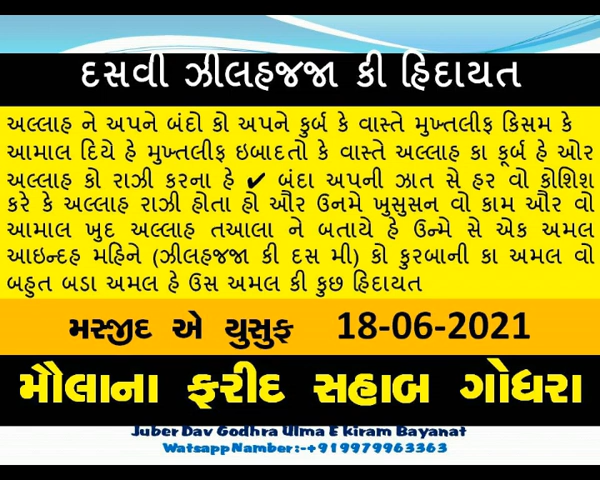 દસવી ઝીલહજજા કી હિદાયત
અલ્લાહ ને અપને બંદો કો અપને કુર્બ કે વાસ્તે મુખ્તલીફ કિસમ કે
આમાલ દિયે હે મુખ્તલીફ ઇબાદતો કે વાસ્તે અલ્લાહ કા કૂર્બ હે ઓર
અલ્લાહ કો રાઝી કરના હે ✔ બંદા અપની ઝાત સે હર વો કોશિશ
કરે કે અલ્લાહ રાઝી હોતા હો ઔર ઉનમે ખુસુસન વો કામ ઔર વો
આમાલ ખુદ અલ્લાહ તઆલા ને બતાયે હે ઉન્મે સે એક અમલ
આઇન્દહ મહિને (ઝીલહજજા કી દસ મી) કો કુરબાની કા અમલ વો
બહુત બડા અમલ હે ઉસ અમલ કી કુછ હિદાયત
મસ્જીદ એ યુસુફ 18-06-2021
મૌલાના ફરીદ સહાબ ગોધરા
Juber Dav Godhra Ulma E Kiram Bayanat
Watsapp Namber:-+919979963363